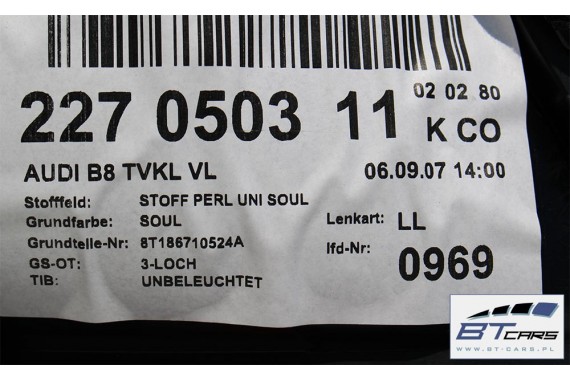 02 02 80
227 0503 11 K CO
AUDI B8 TVKL VL 06.09.07 14:00
Stofffeld: STOFF PERL UNI SOUL
Grundfarbe: SOUL
Lenkart: LL
Grundteile-Nr: 8T186710524A
lfd-Nr: 0969
GS-OT: 3-LOCH
TIB: UNBELEUCHTET
BT CARS
WWW.BT-CARS.PL